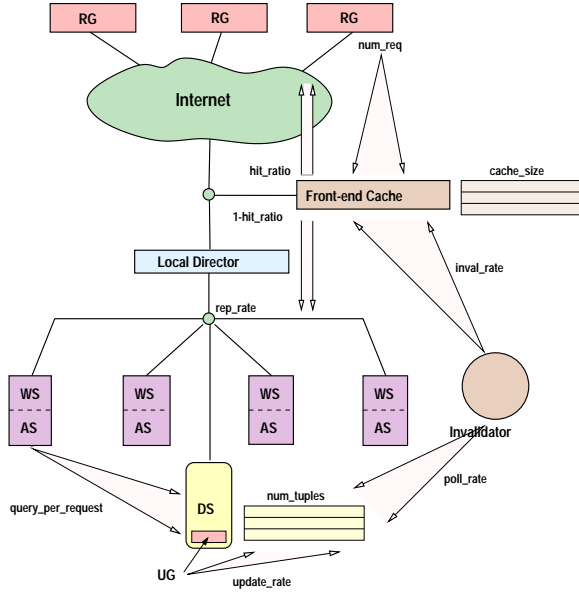 RG
RG
RG
num_req
Internet
hit_ratio
cache_size
Front-end Cache
1-hit_ratio
Local Director
inval_rate
rep_rate
WS
WS
WS
WS
AS
AS
AS
AS
Invalidator
poll_rate
num_tuples
query_per_request
DS
UG
update_rate